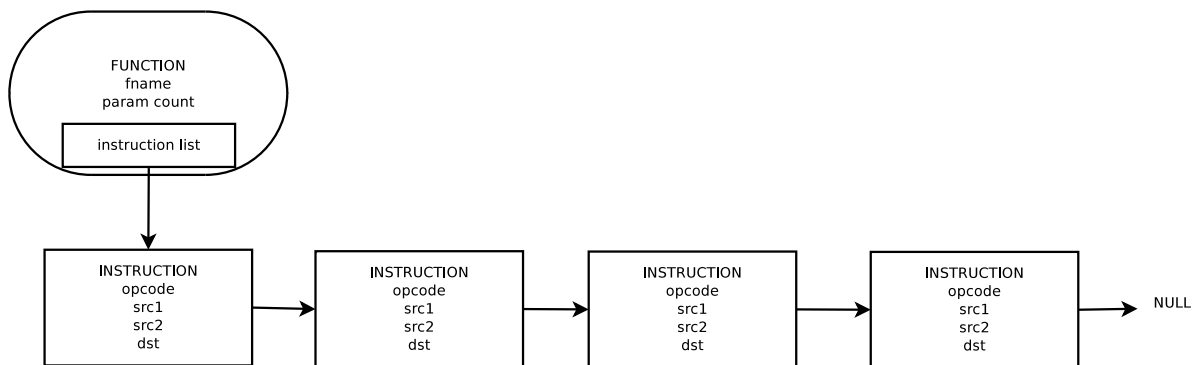 FUNCTION
fname
param count
instruction list
INSTRUCTION
opcode
src1
src2
dst
INSTRUCTION
opcode
src1
src2
dst
INSTRUCTION
opcode
src1
src2
dst
INSTRUCTION
opcode
src1
src2
dst
NULL